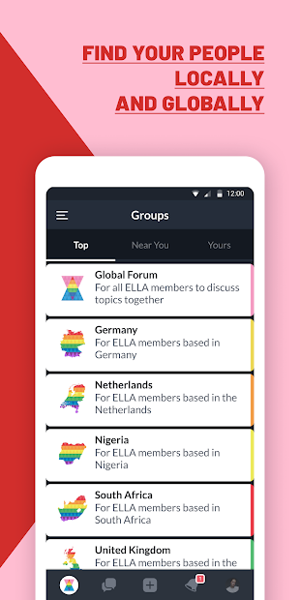 FIND YOUR PEOPLE
LOCALLY
AND GLOBALLY
12:00
Groups
Top Near You Yours
Global Forum
For all ELLA members to discuss
topics together
Germany
For ELLA members based in
Germany
Netherlands
For ELLA members based in the
Netherlands
Nigeria
For ELLA members based in
Nigeria
South Africa
For ELLA members based in
South Africa
United Kingdom
For ELLA members based in the
1